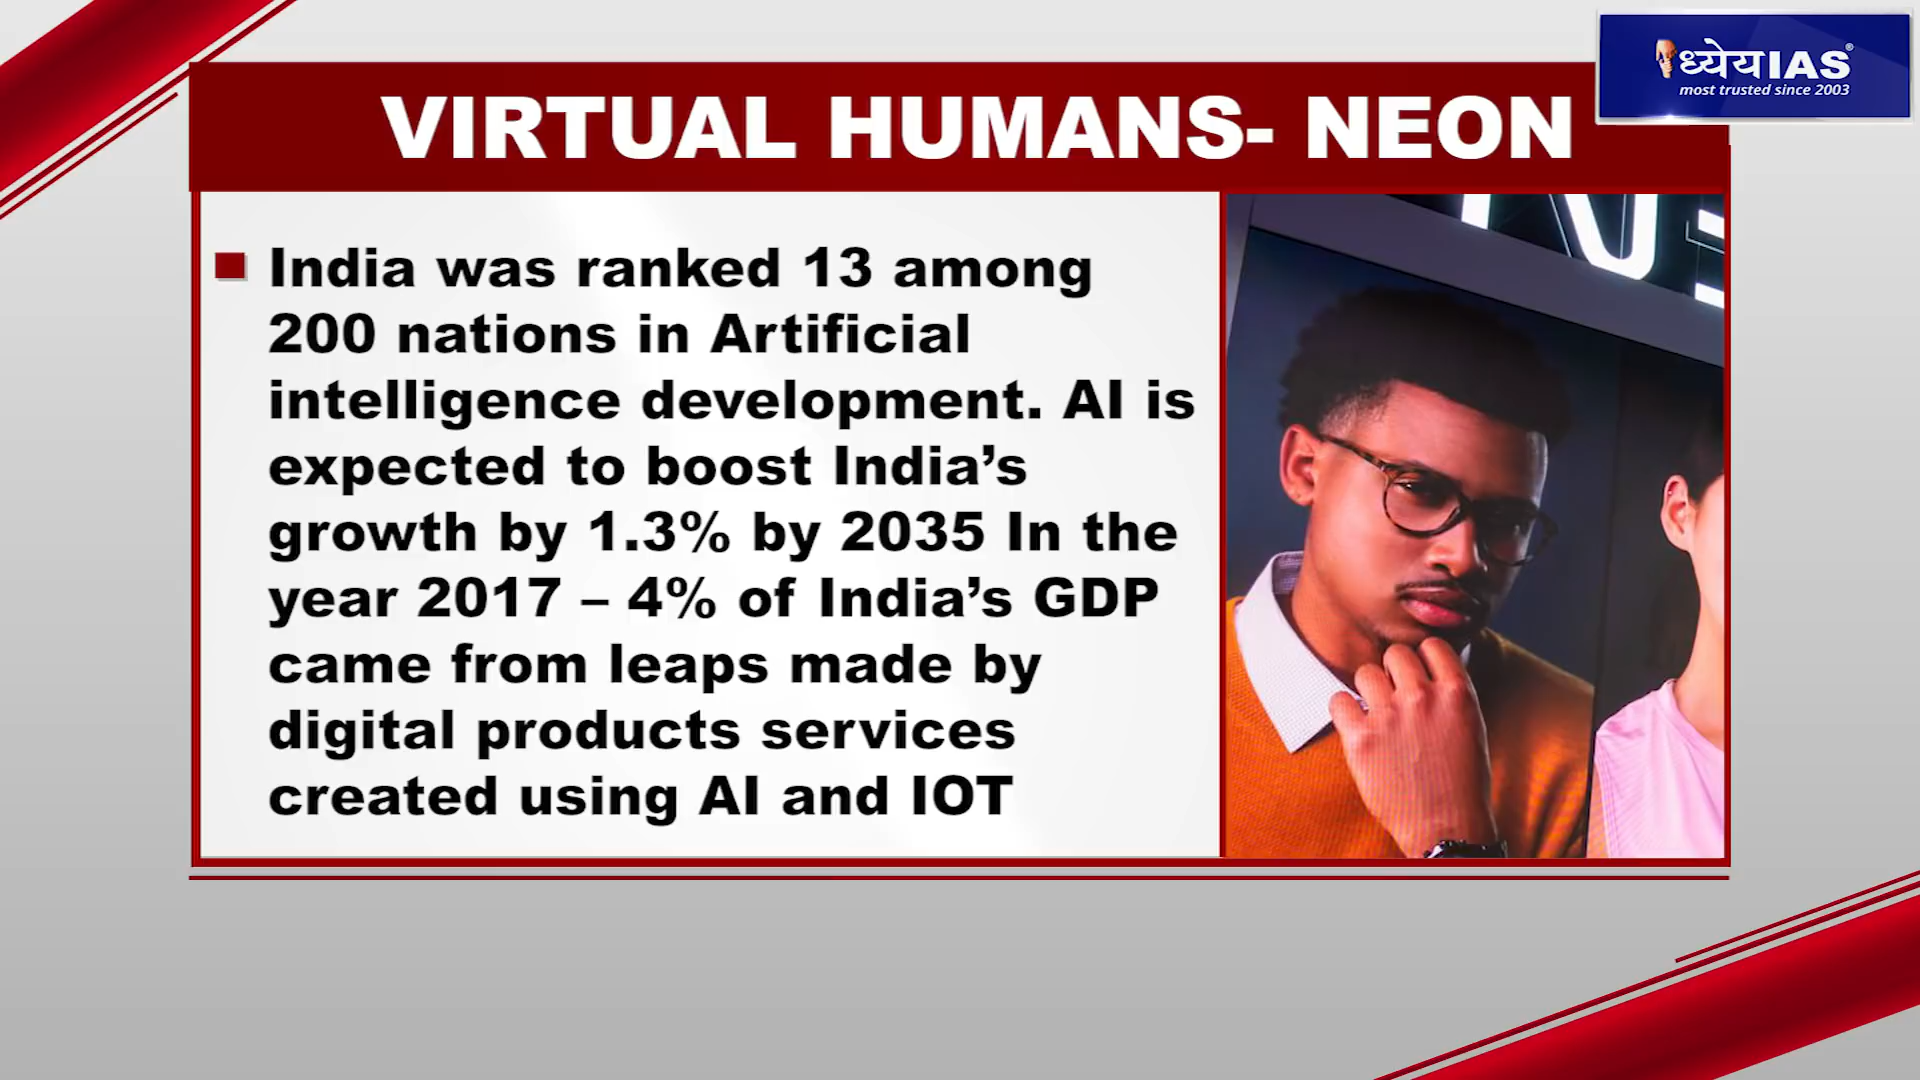 ध्येय IAS®
most trusted since 2003
VIRTUAL HUMANS- NEON
India was ranked 13 among
200 nations in Artificial
intelligence development. AI is
expected to boost India’s
growth by 1.3% by 2035 In the
year 2017 – 4% of India’s GDP
came from leaps made by
digital products services
created using AI and IOT